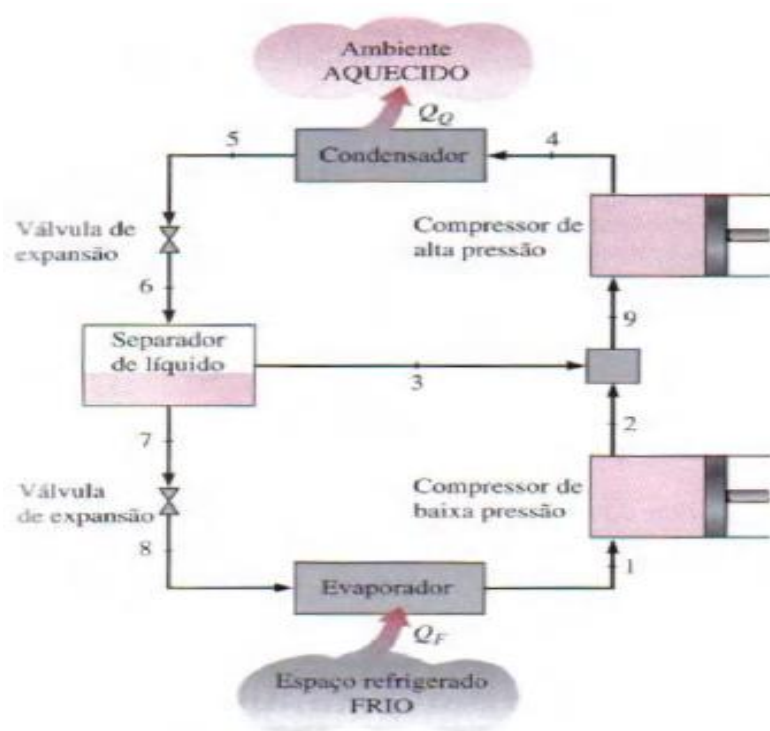 Ambiente
AQUECIDO
Q_Q
5
Condensador
4
Válvula de
expansão
Compressor de
alta pressão
6
9
Separador
de líquido
3
7
2
Válvula
de expansão
Compressor de
baixa pressão
8
Evaporador
1
Q_F
Espaço refrigerado
FRIO